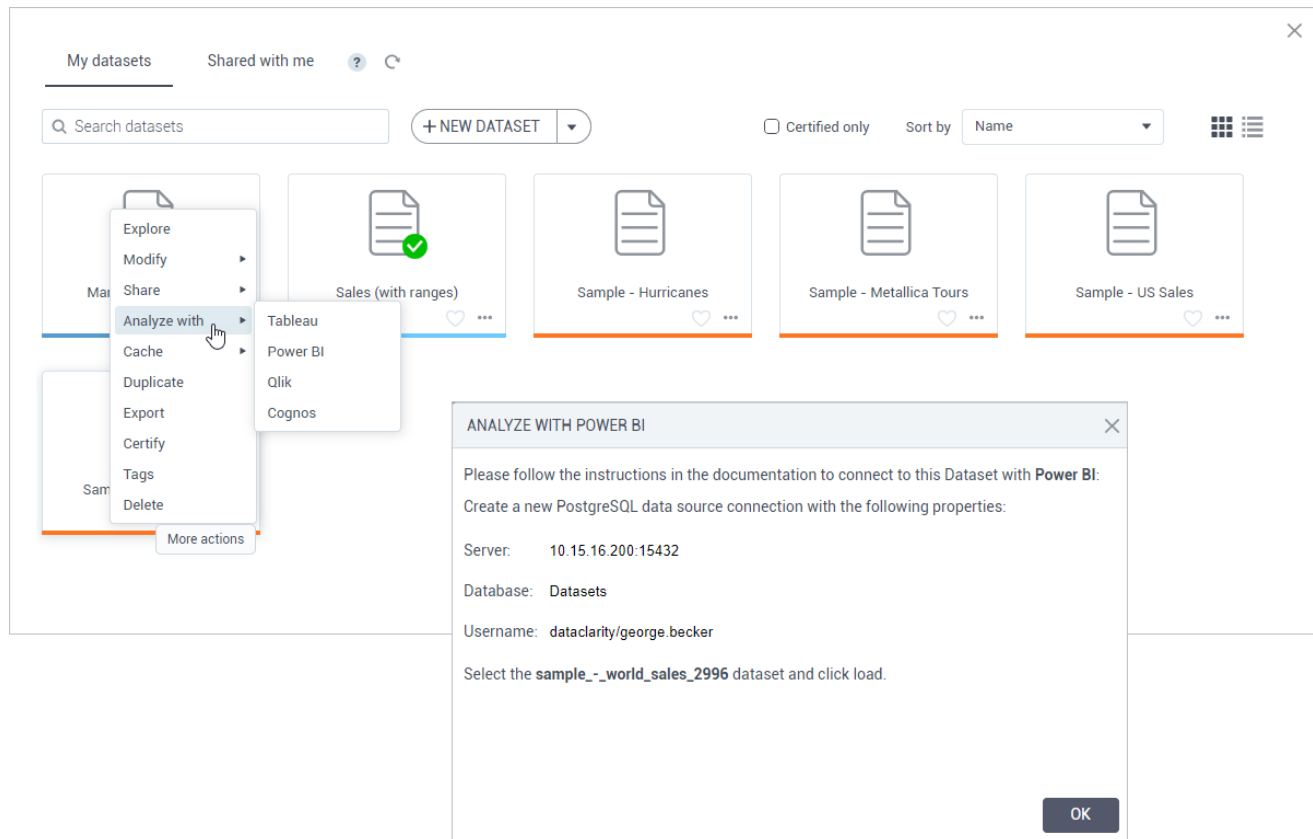 My datasets
Shared with me
?
Search datasets
+ NEW DATASET
Certified only
Sort by
Name
Sales (with ranges)
Sample - Hurricanes
Sample - Metallica Tours
Sample - US Sales
Mar
Explore
Modify
Share
Analyze with
Cache
Duplicate
Export
Certify
Tags
Delete
Tableau
Power BI
Qlik
Cognos
Sam
More actions
ANALYZE WITH POWER BI
Please follow the instructions in the documentation to connect to this Dataset with Power BI:
Create a new PostgreSQL data source connection with the following properties:
Server: 10.15.16.200:15432
Database: Datasets
Username: dataclarity/george.becker
Select the sample_-_world_sales_2996 dataset and click load.
OK